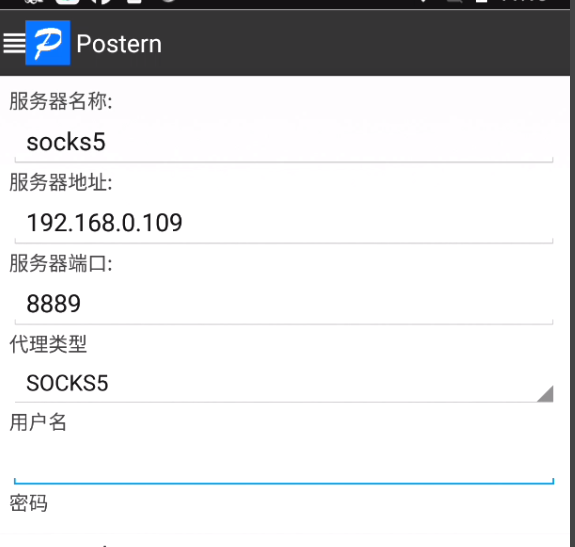 Postern
服务器名称:
socks5
服务器地址:
192.168.0.109
服务器端口:
8889
代理类型
SOCKS5
用户名
密码